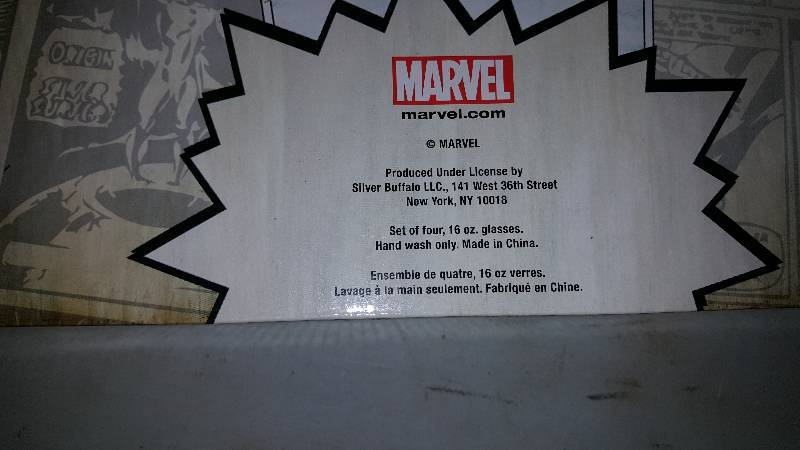 ORIGIN
SILVER
SURFER
MARVEL
marvel.com
© MARVEL
Produced Under License by
Silver Buffalo LLC., 141 West 36th Street
New York, NY 10018
Set of four, 16 oz. glasses.
Hand wash only. Made in China.
Ensemble de quatre, 16 oz verres.
Lavage à la main seulement. Fabriqué en Chine.